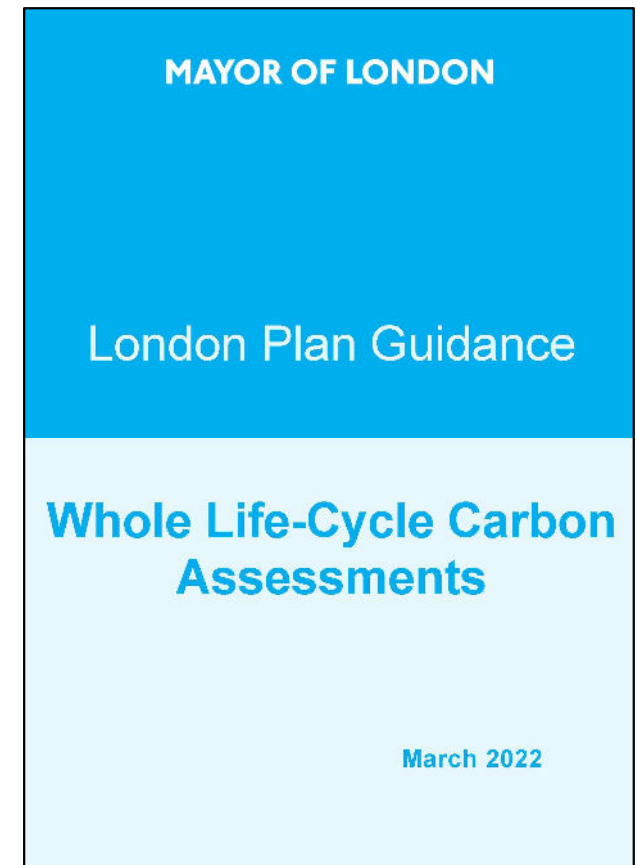 MAYOR OF LONDON
London Plan Guidance
Whole Life-Cycle Carbon
Assessments
March 2022